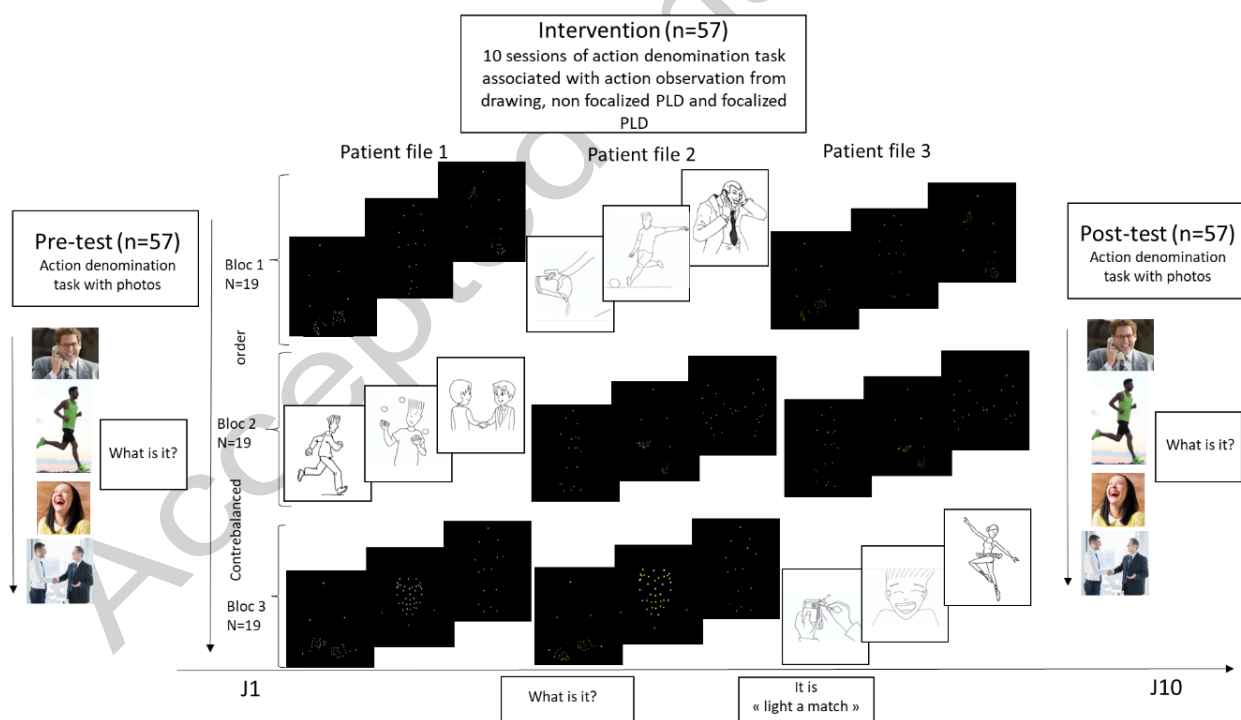 Intervention (n=57)
10 sessions of action denomination task
associated with action observation from
drawing, non focalized PLD and focalized
PLD
Patient file 1
Patient file 2
Patient file 3
Pre-test (n=57)
Action denomination
task with photos
What is it?
Bloc 1
N=19
order
Bloc 2
N=19
Contrebalanced
Bloc 3
N=19
Post-test (n=57)
Action denomination
task with photos
What is it?
J1
What is it?
It is
« light a match »
J10
Accepted